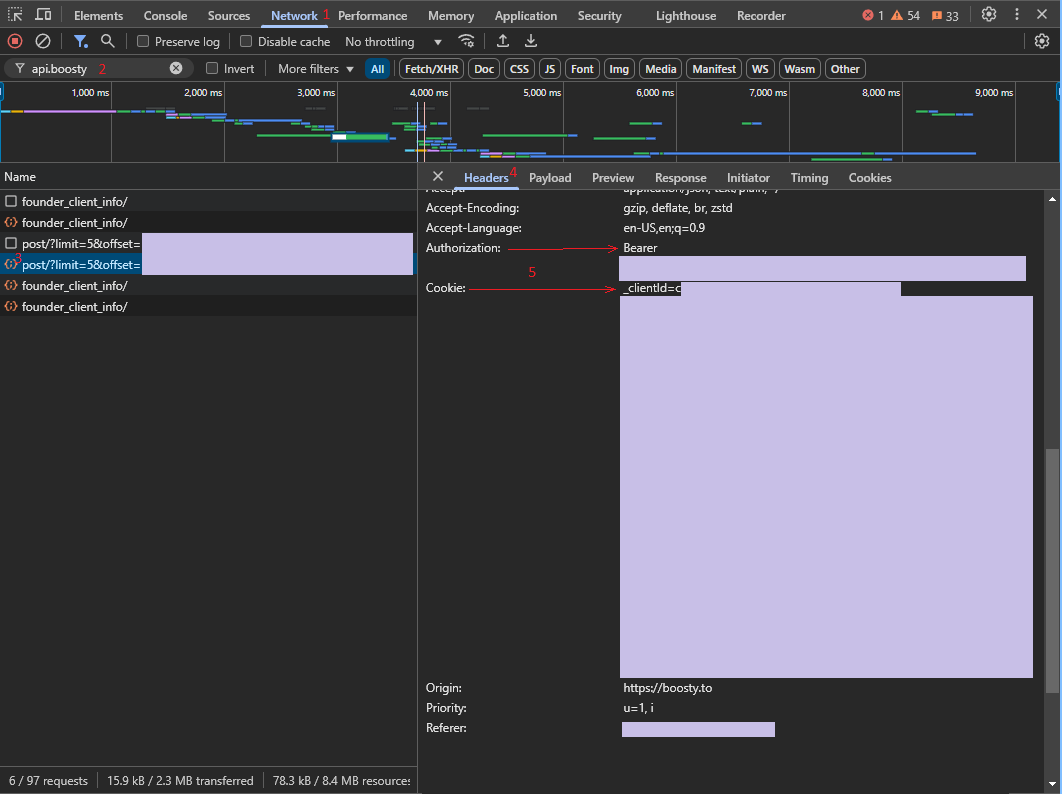 Elements Console Sources Network 1 Performance Memory Application Security Lighthouse Recorder 1 54 33
Preserve log Disable cache No throttling
api.boosty 2 Invert More filters All Fetch/XHR Doc CSS JS Font Img Media Manifest WS Wasm Other
1,000 ms 2,000 ms 3,000 ms 4,000 ms 5,000 ms 6,000 ms 7,000 ms 8,000 ms 9,000 ms
Name
founder_client_info/
founder_client_info/
post/?limit=5&offset=
3 post/?limit=5&offset=
founder_client_info/
founder_client_info/
Headers 4 Payload Preview Response Initiator Timing Cookies
Accept: application/json, text/plain, */*
Accept-Encoding: gzip, deflate, br, zstd
Accept-Language: en-US,en;q=0.9
Authorization: Bearer
5
Cookie: _clientId=c
Origin: https://boosty.to
Priority: u=1, i
Referer:
6 / 97 requests 15.9 kB / 2.3 MB transferred 78.3 kB / 8.4 MB resources